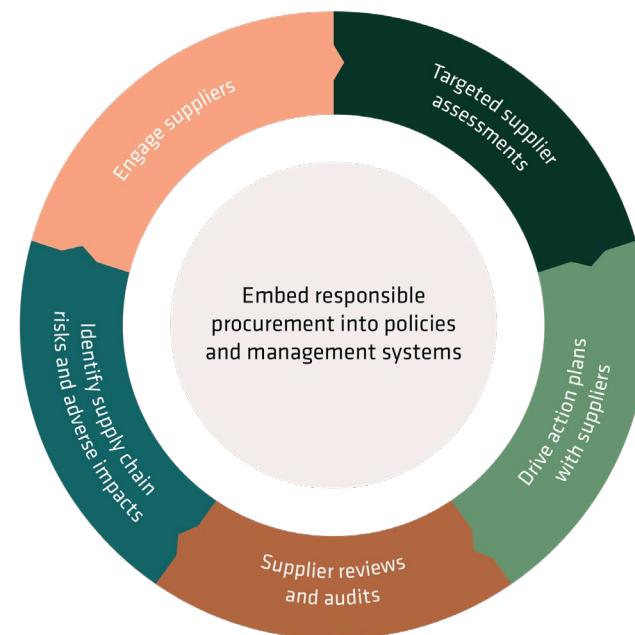 Engage suppliers
Targeted supplier
assessments
Embed responsible
procurement into policies
and management systems
Identify supply chain
risks and adverse impacts
Drive action plans
with suppliers
Supplier reviews
and audits